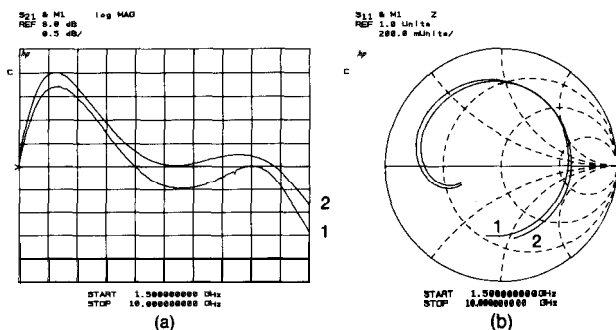 S21 & M1 log MAG
REF 8.0 dB
0.5 dB/
hp
C
2
1
START 1.500000000 GHz
STOP 10.000000000 GHz
(a)
S11 & M1 Z
REF 1.0 Units
200.0 mUnits/
hp
C
1
2
START 1.500000000 GHz
STOP 10.000000000 GHz
(b)